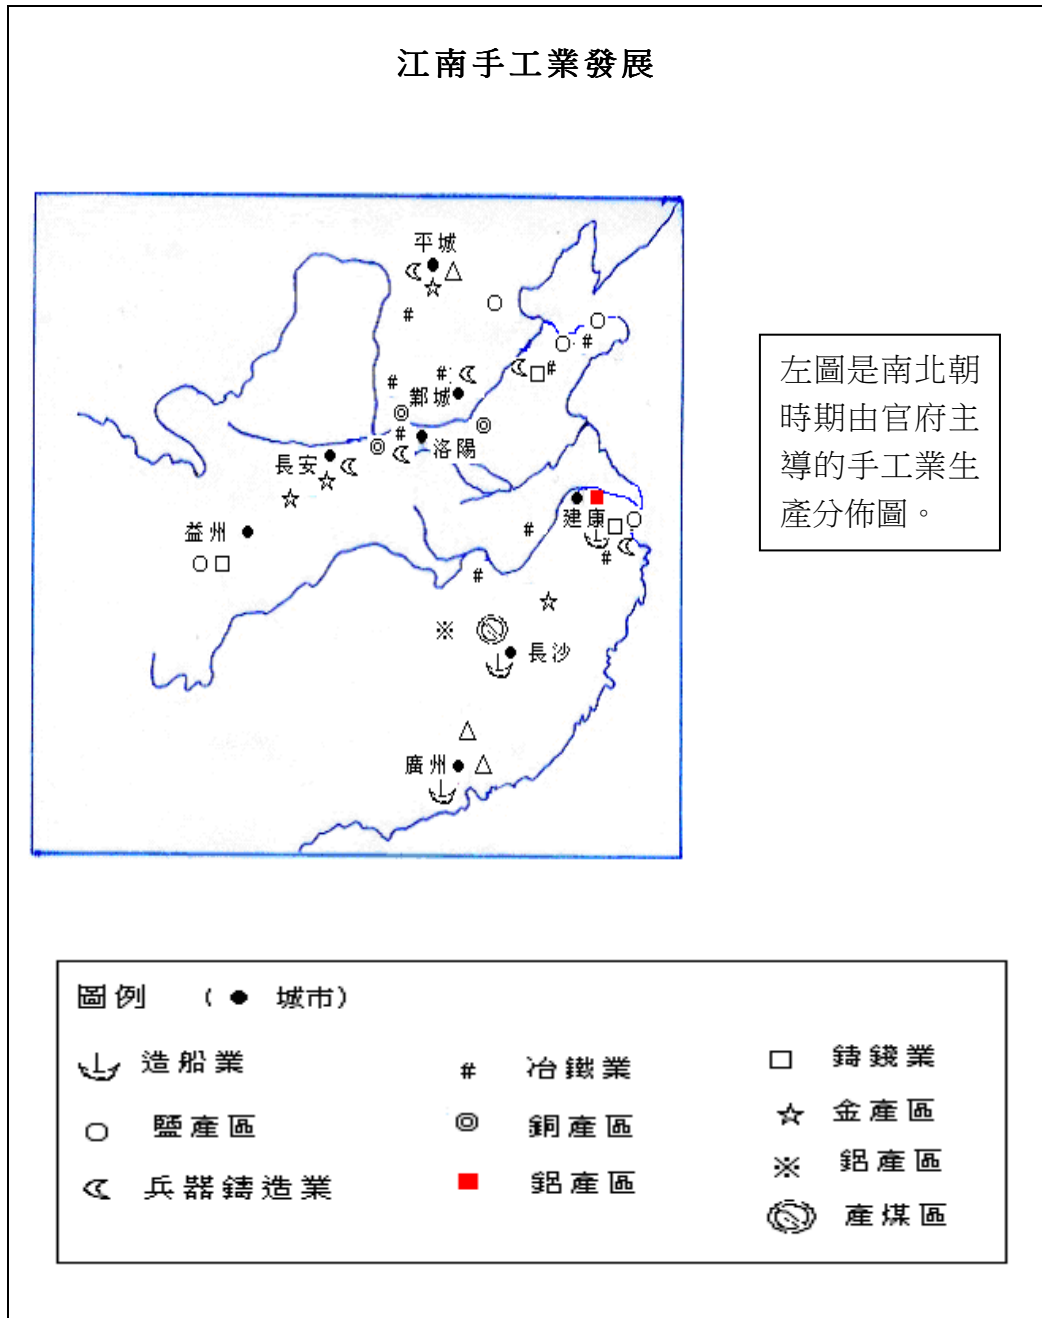 江南手工業發展
平城
鄴城
洛陽
長安
益州
建康
長沙
廣州
左圖是南北朝
時期由官府主
導的手工業生
產分佈圖。
圖例 (● 城市)
造船業
鹽產區
兵器鑄造業
# 冶鐵業
銅產區
鋁產區
鑄錢業
金產區
鋁產區
產煤區